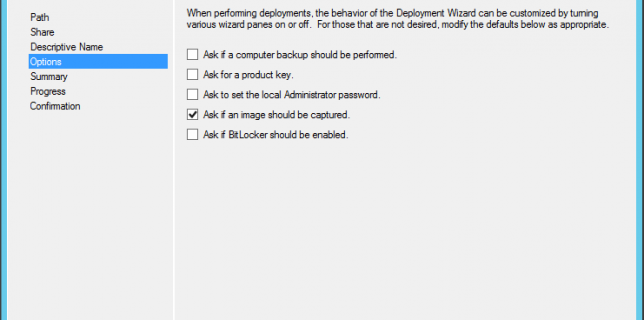 Path
Share
Descriptive Name
Options
Summary
Progress
Confirmation
When performing deployments, the behavior of the Deployment Wizard can be customized by turning
various wizard panes on or off. For those that are not desired, modify the defaults below as appropriate.
Ask if a computer backup should be performed.
Ask for a product key.
Ask to set the local Administrator password.
Ask if an image should be captured.
Ask if BitLocker should be enabled.